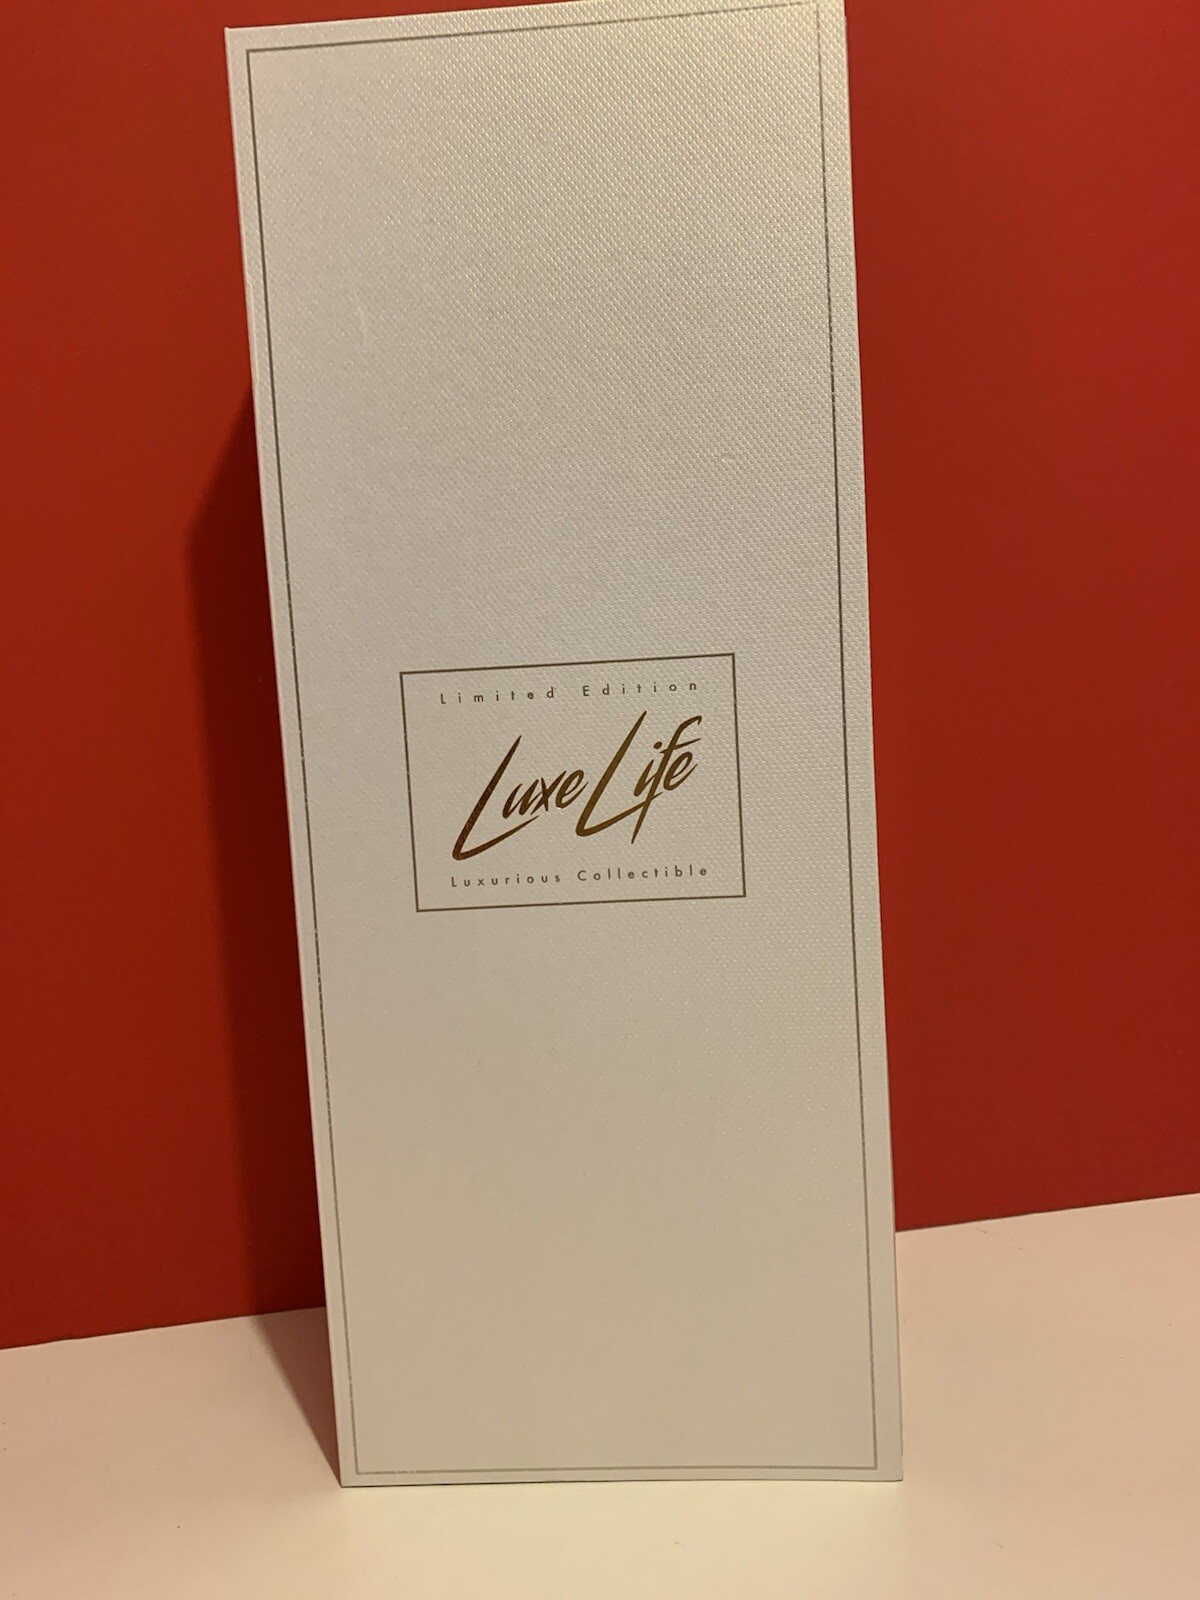 Limited Edition
Luxe Life
Luxurious Collectible